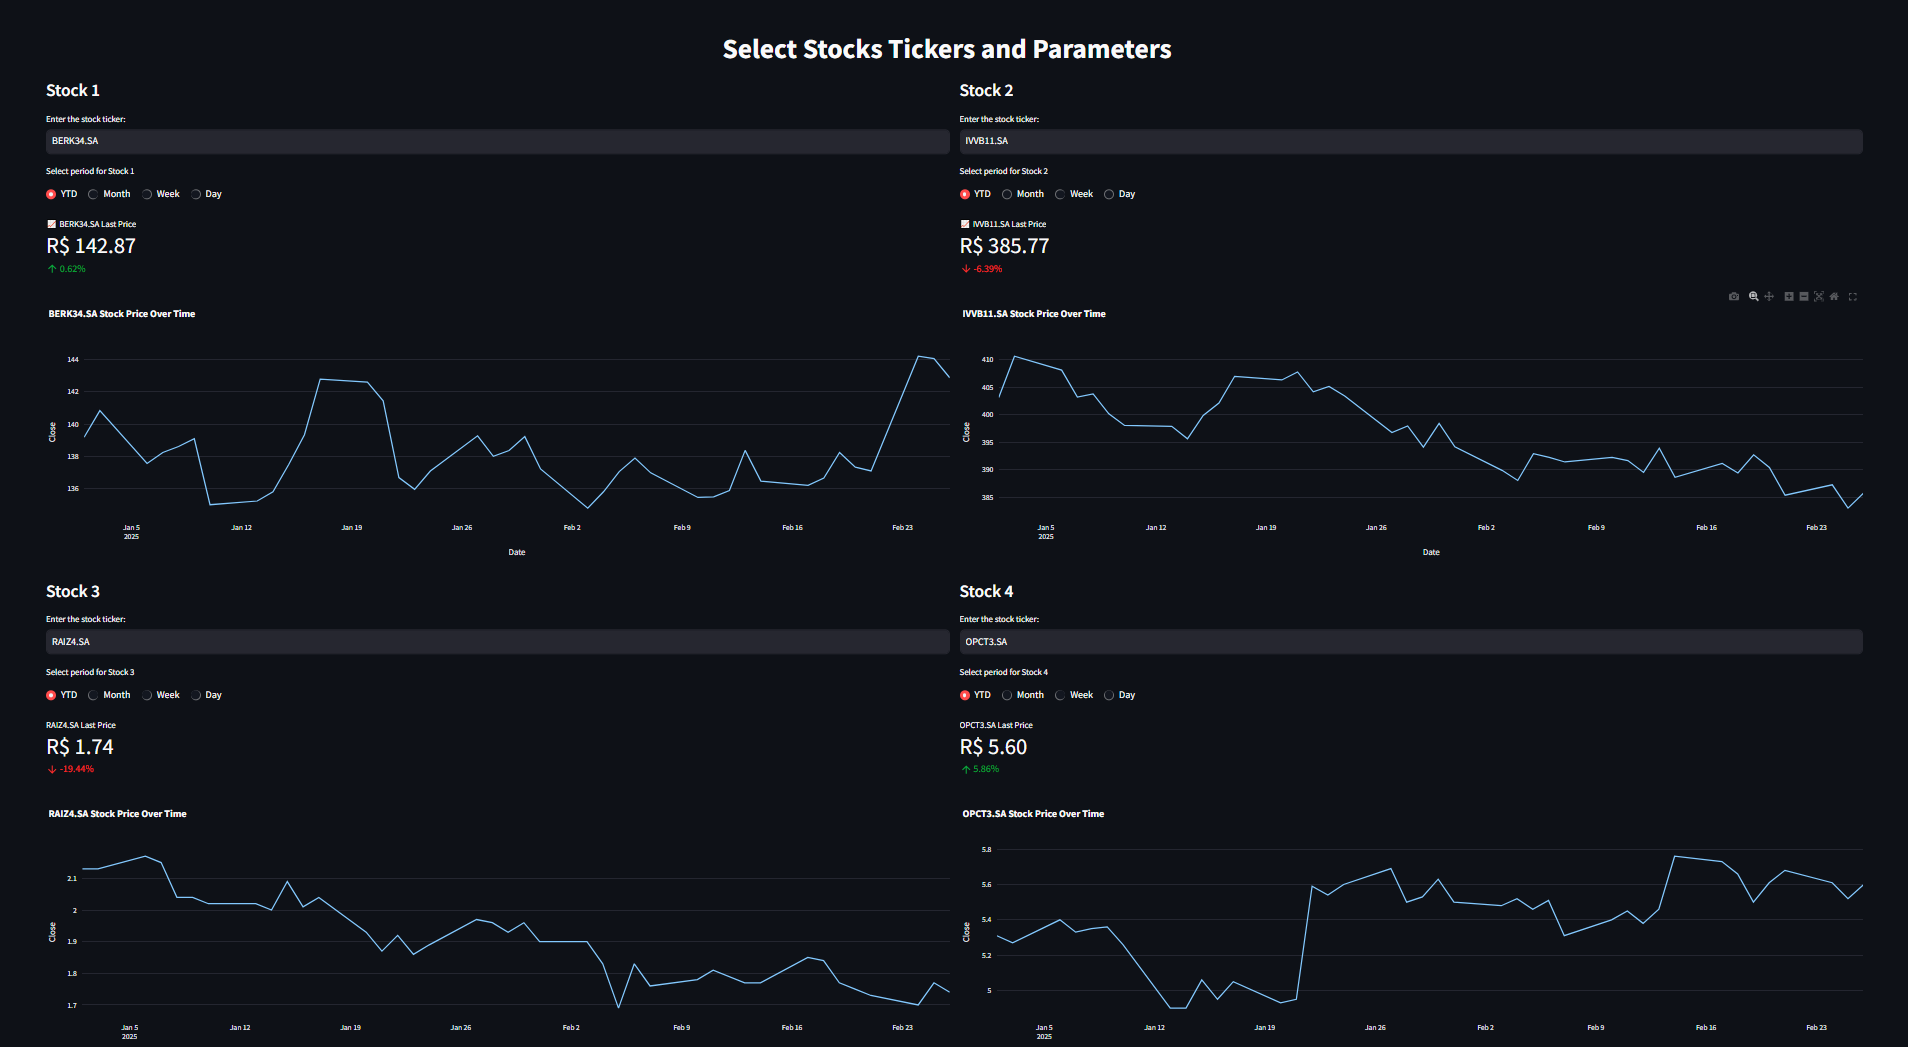 Select Stocks Tickers and Parameters
Stock 1
Enter the stock ticker:
BERK34.SA
Select period for Stock 1
YTD Month Week Day
BERK34.SA Last Price
R$ 142.87
↑ 0.62%
BERK34.SA Stock Price Over Time
Close
144
142
140
138
136
Jan 5 Jan 12 Jan 19 Jan 26 Feb 2 Feb 9 Feb 16 Feb 23
2025
Date
Stock 2
Enter the stock ticker:
IVVB11.SA
Select period for Stock 2
YTD Month Week Day
IVVB11.SA Last Price
R$ 385.77
↓ -6.39%
IVVB11.SA Stock Price Over Time
Close
410
405
400
395
390
385
Jan 5 Jan 12 Jan 19 Jan 26 Feb 2 Feb 9 Feb 16 Feb 23
2025
Date
Stock 3
Enter the stock ticker:
RAIZ4.SA
Select period for Stock 3
YTD Month Week Day
RAIZ4.SA Last Price
R$ 1.74
↓ -19.44%
RAIZ4.SA Stock Price Over Time
Close
2.1
2
1.9
1.8
1.7
Jan 5 Jan 12 Jan 19 Jan 26 Feb 2 Feb 9 Feb 16 Feb 23
2025
Stock 4
Enter the stock ticker:
OPCT3.SA
Select period for Stock 4
YTD Month Week Day
OPCT3.SA Last Price
R$ 5.60
↑ 5.86%
OPCT3.SA Stock Price Over Time
Close
5.8
5.6
5.4
5.2
5
Jan 5 Jan 12 Jan 19 Jan 26 Feb 2 Feb 9 Feb 16 Feb 23
2025